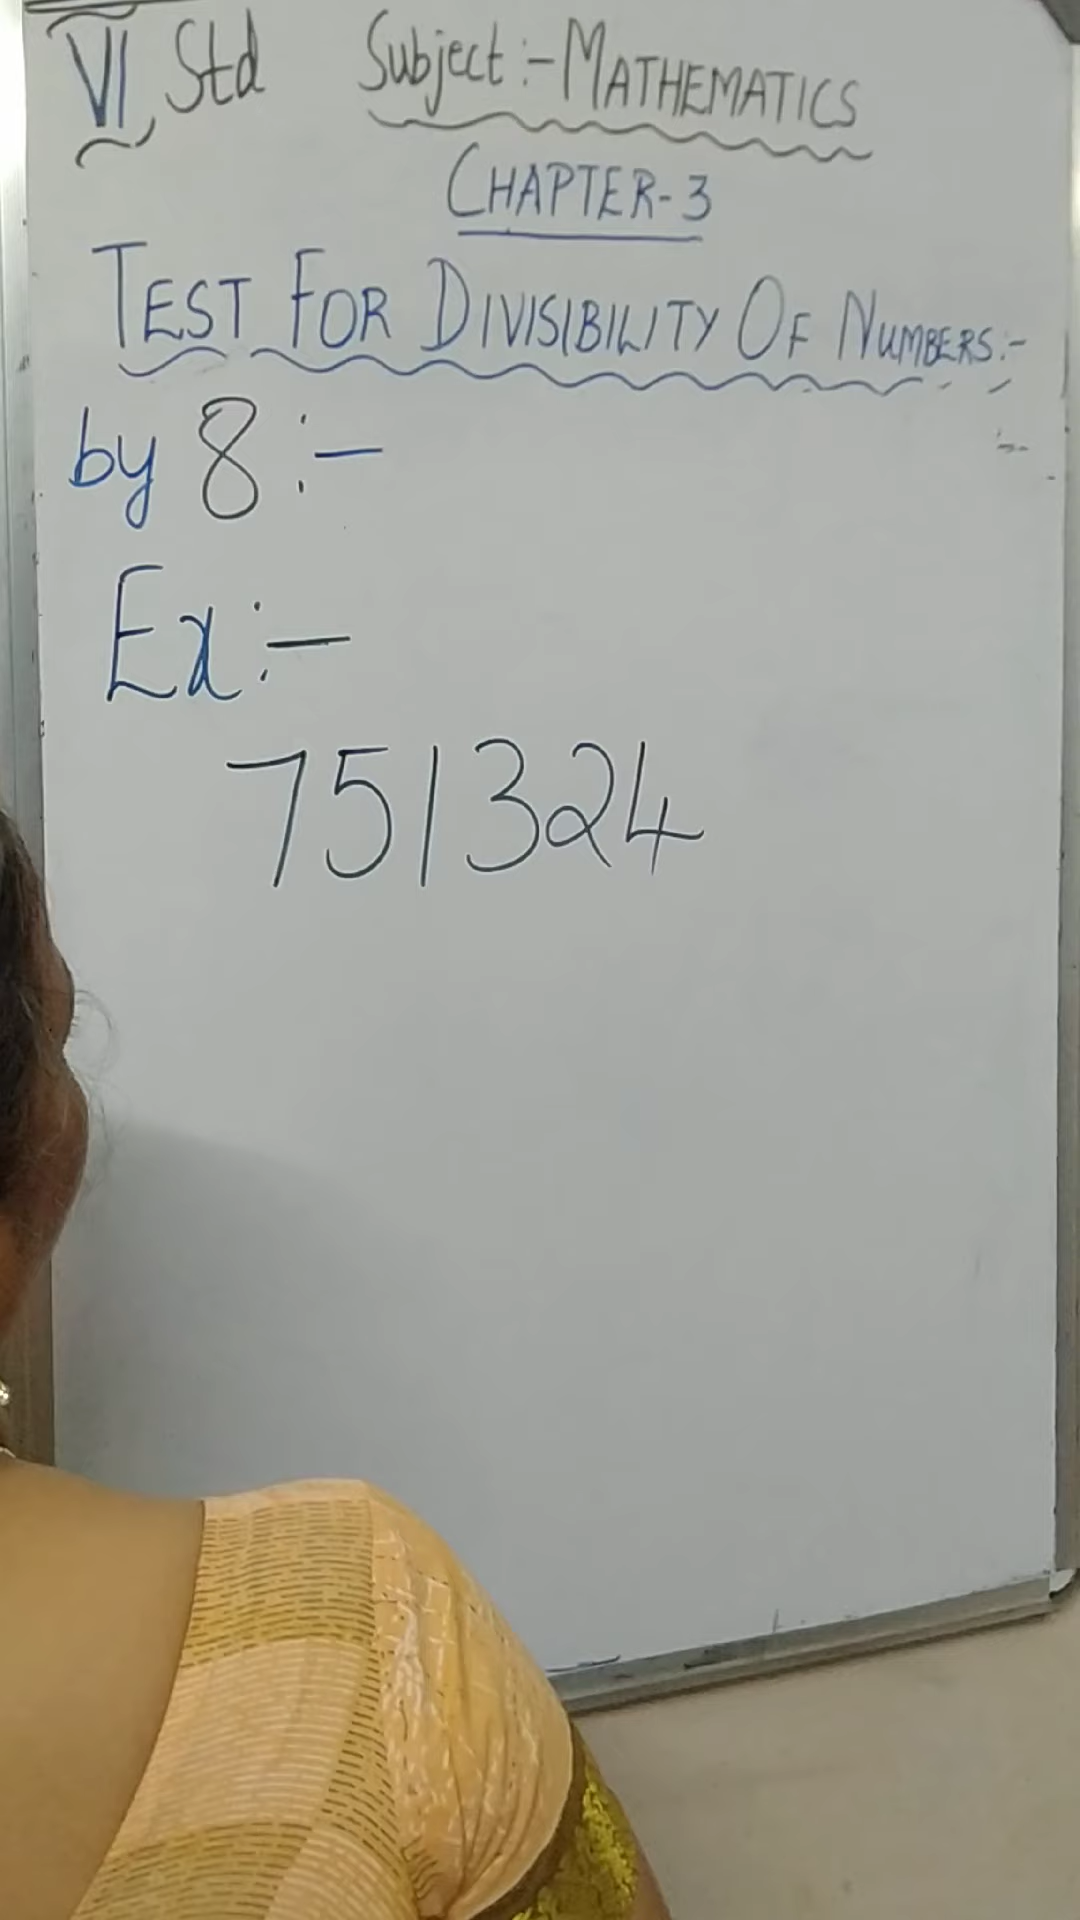 VI, Std Subject:- MATHEMATICS
CHAPTER-3
TEST FOR DIVISIBILITY OF NUMBERS:-
by 8:-
Ex:-
751324